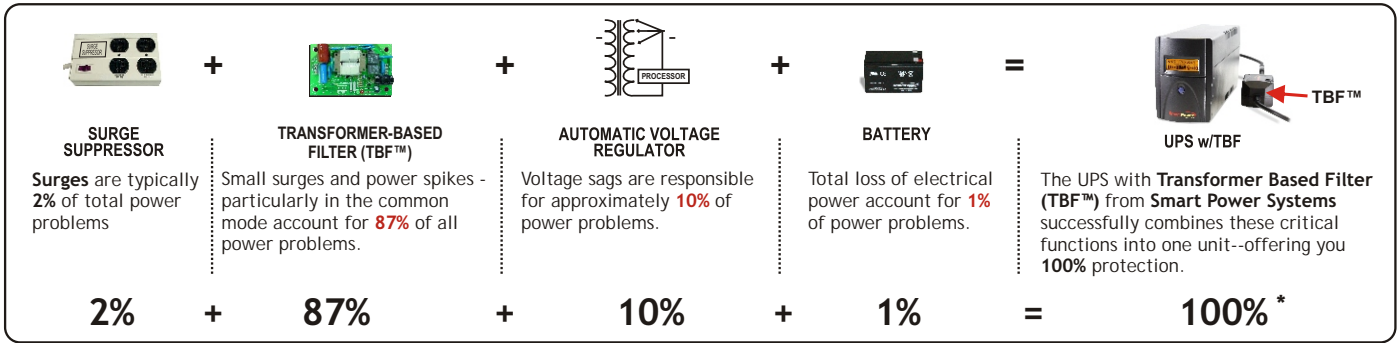 SURGE
SUPPRESSOR
+
+
PROCESSOR
+
=
TBF™
SURGE
SUPPRESSOR
Surges are typically
2% of total power
problems
TRANSFORMER-BASED
FILTER (TBF™)
Small surges and power spikes -
particularly in the common
mode account for 87% of all
power problems.
AUTOMATIC VOLTAGE
REGULATOR
Voltage sags are responsible
for approximately 10% of
power problems.
BATTERY
Total loss of electrical
power account for 1%
of power problems.
UPS w/TBF
The UPS with Transformer Based Filter
(TBF™) from Smart Power Systems
successfully combines these critical
functions into one unit--offering you
100% protection.
2% + 87% + 10% + 1% = 100% *